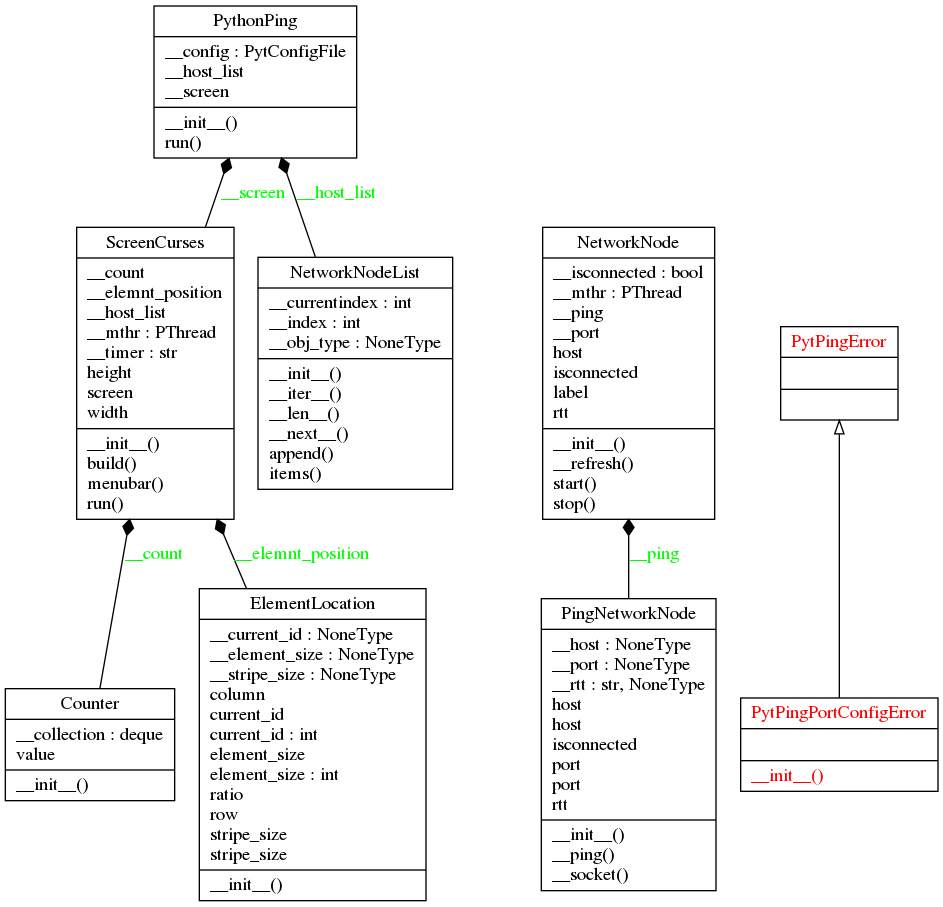 PythonPing
__config : PytConfigFile
__host_list
__screen
__init__()
run()
__screen
__host_list
ScreenCurses
__count
__elemnt_position
__host_list
__mthr : PThread
__timer : str
height
screen
width
__init__()
build()
menubar()
run()
NetworkNodeList
__currentindex : int
__index : int
__obj_type : NoneType
__init__()
__iter__()
__len__()
__next__()
append()
items()
NetworkNode
__isconnected : bool
__mthr : PThread
__ping
__port
host
isconnected
label
rtt
__init__()
__refresh()
start()
stop()
PytPingError
__count
__elemnt_position
__ping
Counter
__collection : deque
value
__init__()
ElementLocation
__current_id : NoneType
__element_size : NoneType
__stripe_size : NoneType
column
current_id
current_id : int
element_size
element_size : int
ratio
row
stripe_size
stripe_size
__init__()
PingNetworkNode
__host : NoneType
__port : NoneType
__rtt : str, NoneType
host
host
isconnected
port
port
rtt
__init__()
__ping()
__socket()
PytPingPortConfigError
__init__()